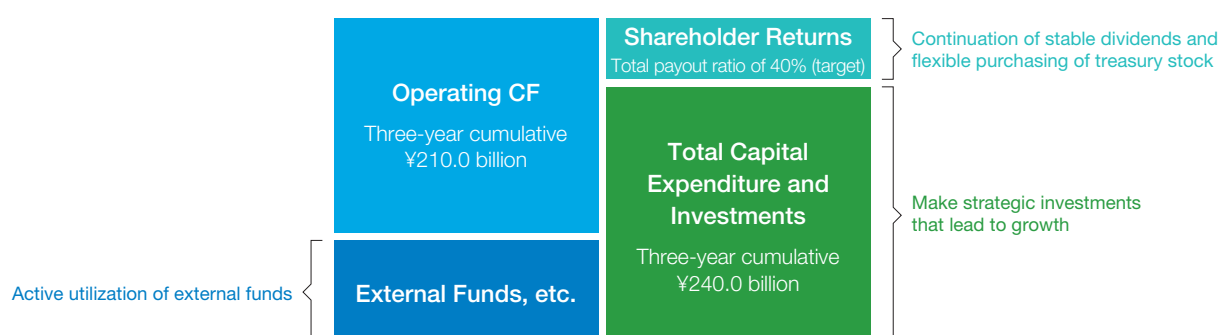 Operating CF
Three-year cumulative
¥210.0 billion
Active utilization of external funds
External Funds, etc.
Shareholder Returns
Total payout ratio of 40% (target)
Continuation of stable dividends and
flexible purchasing of treasury stock
Total Capital
Expenditure and
Investments
Three-year cumulative
¥240.0 billion
Make strategic investments
that lead to growth